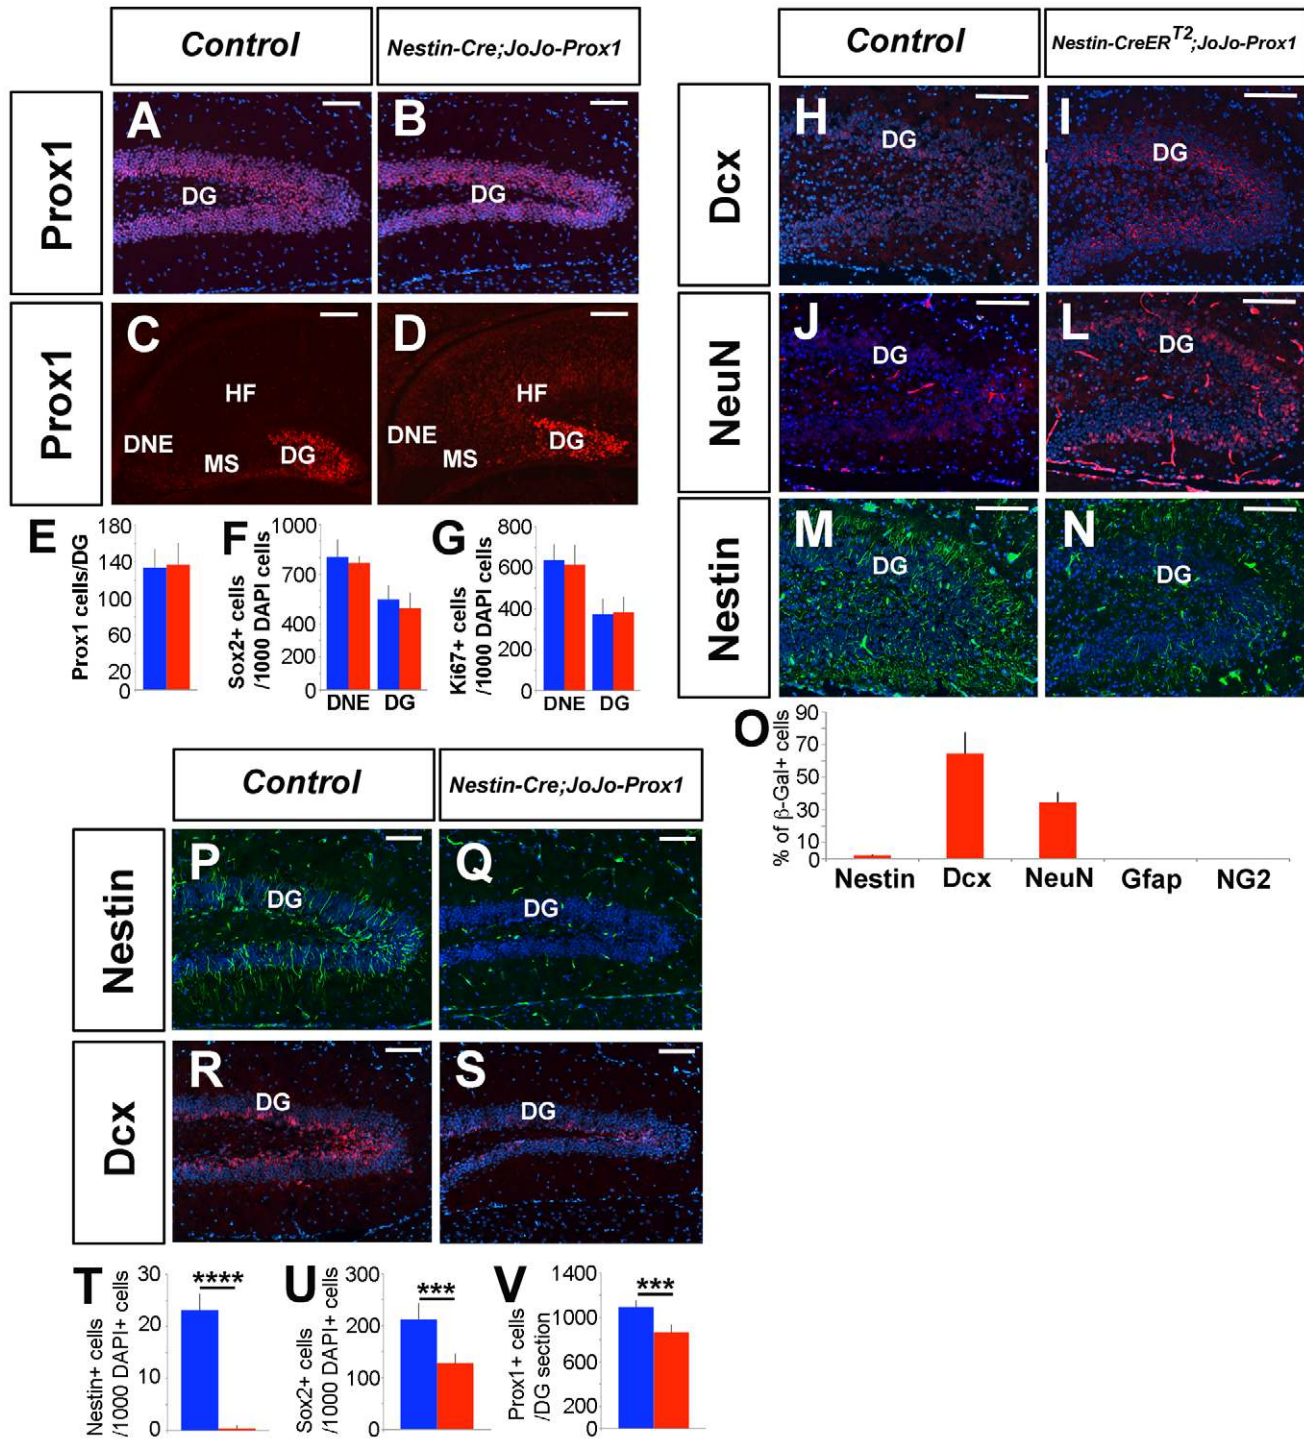 Control
Nestin-Cre;JoJo-Prox1
Prox1
A
DG
B
DG
Prox1
C
HF
DNE
MS
DG
D
HF
DNE
MS
DG
E
Prox1 cells/DG
180
140
100
60
20
0
F
Sox2+ cells
/1000 DAPI cells
1000
700
400
200
0
DNE
DG
G
Ki67+ cells
/1000 DAPI cells
800
600
400
200
0
DNE
DG
Control
Nestin-CreERT2;JoJo-Prox1
Dcx
H
DG
I
DG
NeuN
J
DG
L
DG
Nestin
M
DG
N
DG
O
% of β-Gal+ cells
90
70
50
30
10
0
Nestin
Dcx
NeuN
Gfap
NG2
Control
Nestin-Cre;JoJo-Prox1
Nestin
P
DG
Q
DG
Dcx
R
DG
S
DG
T
Nestin+ cells
/1000 DAPI+ cells
30
20
10
0
****
U
Sox2+ cells
/1000 DAPI+ cells
300
200
100
0
***
V
Prox1+ cells
/DG section
1400
1000
600
0
***